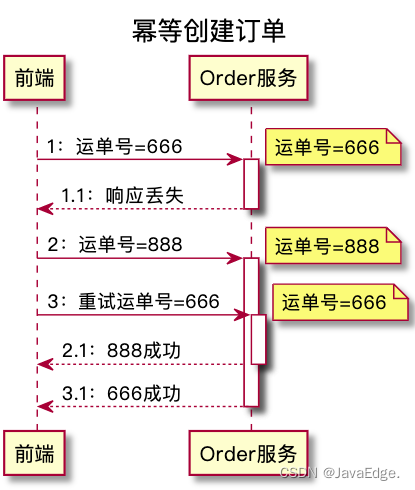 幂等创建订单
前端
Order服务
1：运单号=666
运单号=666
1.1：响应丢失
2：运单号=888
运单号=888
3：重试运单号=666
运单号=666
2.1：888成功
3.1：666成功
前端
Order服务
CSDN @JavaEdge.